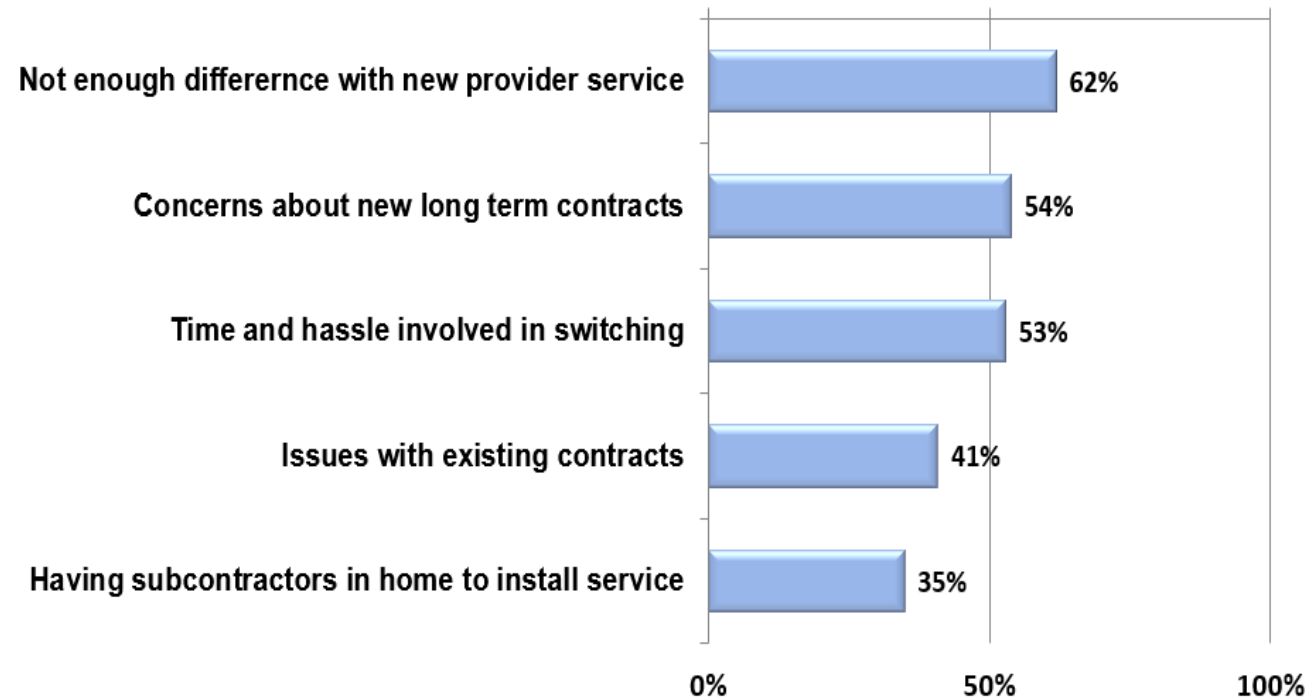 Not enough differernce with new provider service
62%
Concerns about new long term contracts
54%
Time and hassle involved in switching
53%
Issues with existing contracts
41%
Having subcontractors in home to install service
35%
0% 50% 100%